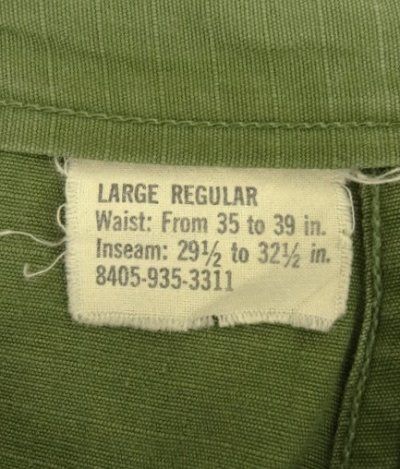 LARGE REGULAR
Waist: From 35 to 39 in.
Inseam: 29½ to 32½ in.
8405-935-3311